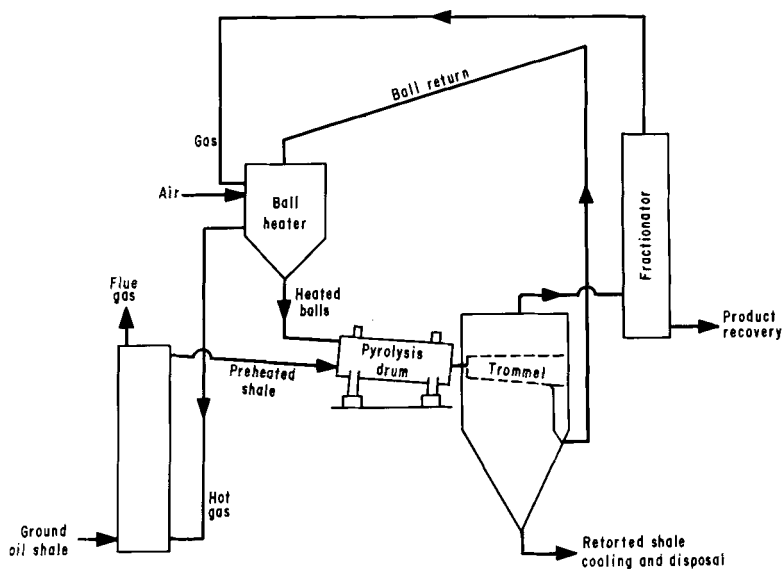 Ball return
Gas
Air
Ball
heater
Fractionator
Flue
gas
Heated
balls
Product
recovery
Pyrolysis
drum
Trommel
Preheated
shale
Hot
gas
Ground
oil shale
Retorted shale
cooling and disposal